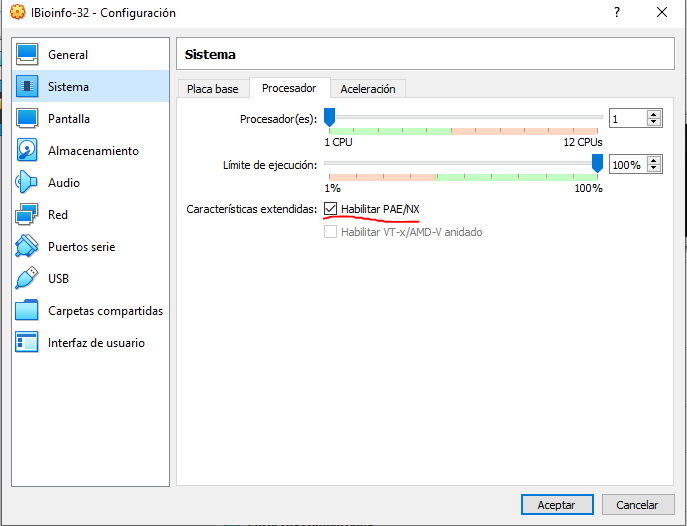 IBioinfo-32 - Configuración
?
General
Sistema
Pantalla
Almacenamiento
Audio
Red
Puertos serie
USB
Carpetas compartidas
Interfaz de usuario
Sistema
Placa base Procesador Aceleración
Procesador(es): 1
1 CPU 12 CPUs
Límite de ejecución: 100%
1% 100%
Características extendidas: Habilitar PAE/NX
Habilitar VT-x/AMD-V anidado
Aceptar Cancelar